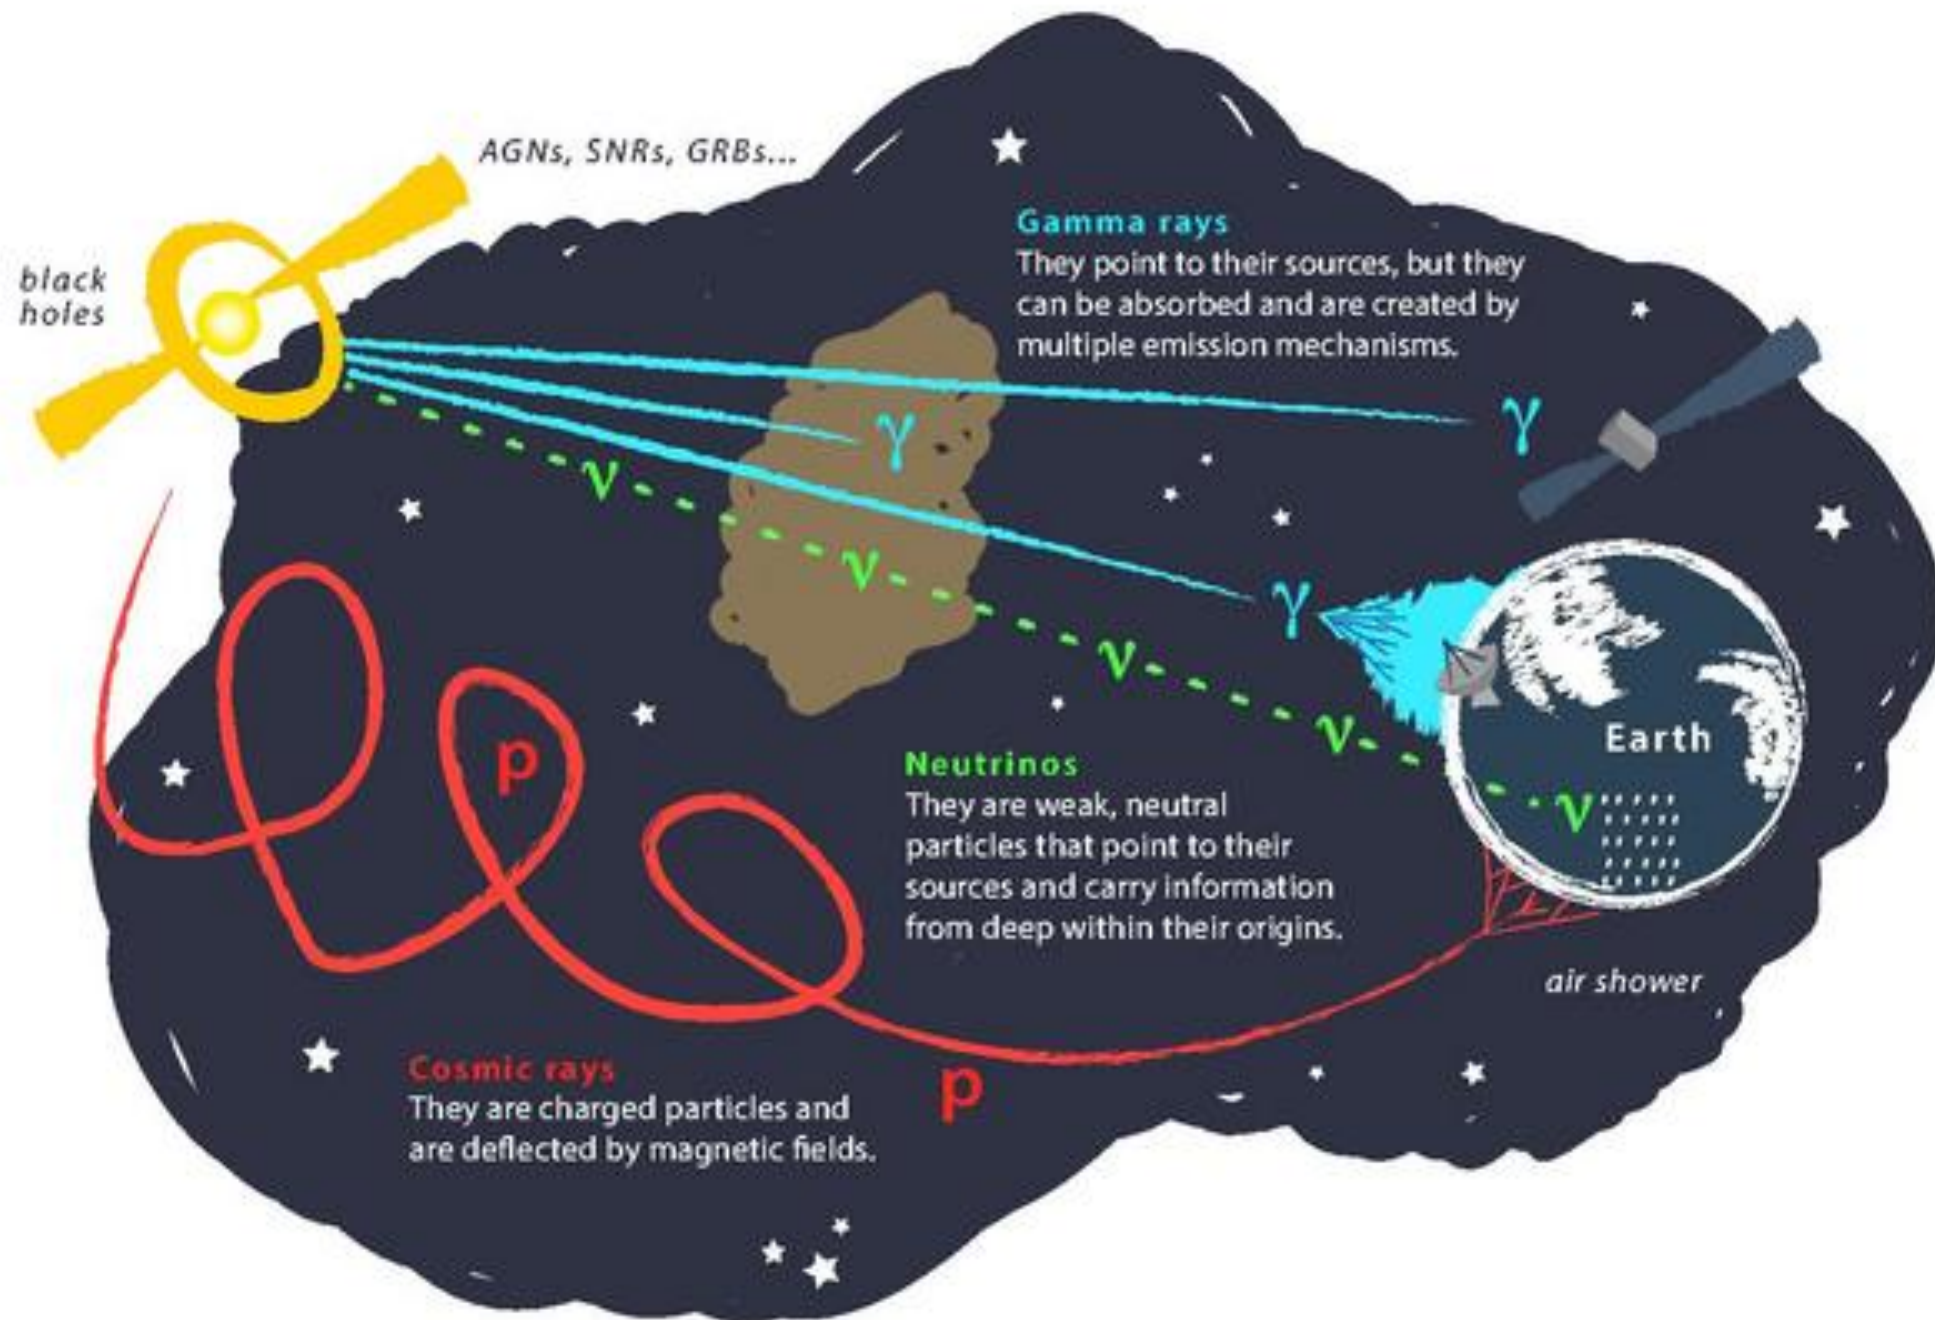 AGNs, SNRs, GRBs...
black
holes
Gamma rays
They point to their sources, but they
can be absorbed and are created by
multiple emission mechanisms.
γ
γ
ν
ν
γ
ν
ν
Earth
ν
p
Neutrinos
They are weak, neutral
particles that point to their
sources and carry information
from deep within their origins.
air shower
Cosmic rays
They are charged particles and
are deflected by magnetic fields.
p